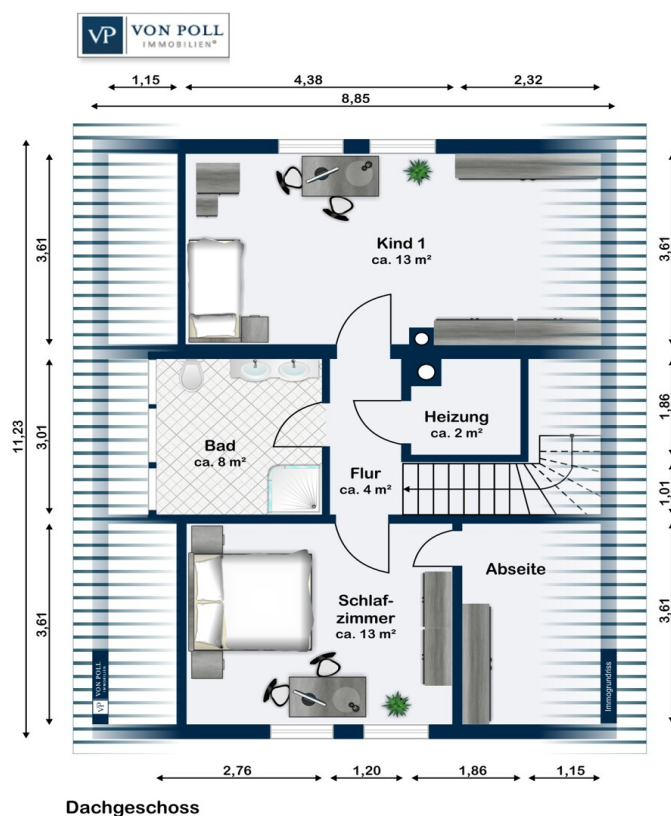 VP VON POLL
IMMOBILIEN®
1,15 4,38 2,32
8,85
3,61
3,01
3,61
11,23
3,61
1,86
1,01
3,61
Kind 1
ca. 13 m²
Bad
ca. 8 m²
Heizung
ca. 2 m²
Flur
ca. 4 m²
Schlaf-
zimmer
ca. 13 m²
Abseite
VP VON POLL
IMMOBILIEN
Immogrundriss
2,76 1,20 1,86 1,15
Dachgeschoss